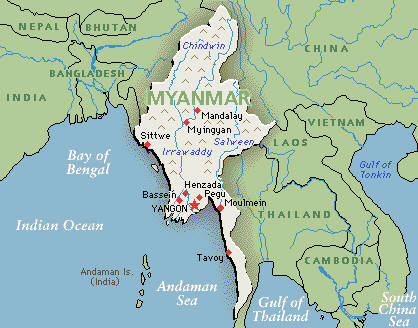 NEPAL
BHUTAN
Chindwin
CHINA
BANGLADESH
INDIA
MYANMAR
Mandalay
Myingyan
VIETNAM
Sittwe
Salween
LAOS
Irrawaddy
Bay of
Bengal
Gulf of
Tonkin
Henzada
Bassein
Pegu
YANGON
Moulmein
THAILAND
Indian Ocean
Tavoy
CAMBODIA
Andaman Is.
(India)
Andaman
Sea
Gulf of
Thailand
South
China
Sea